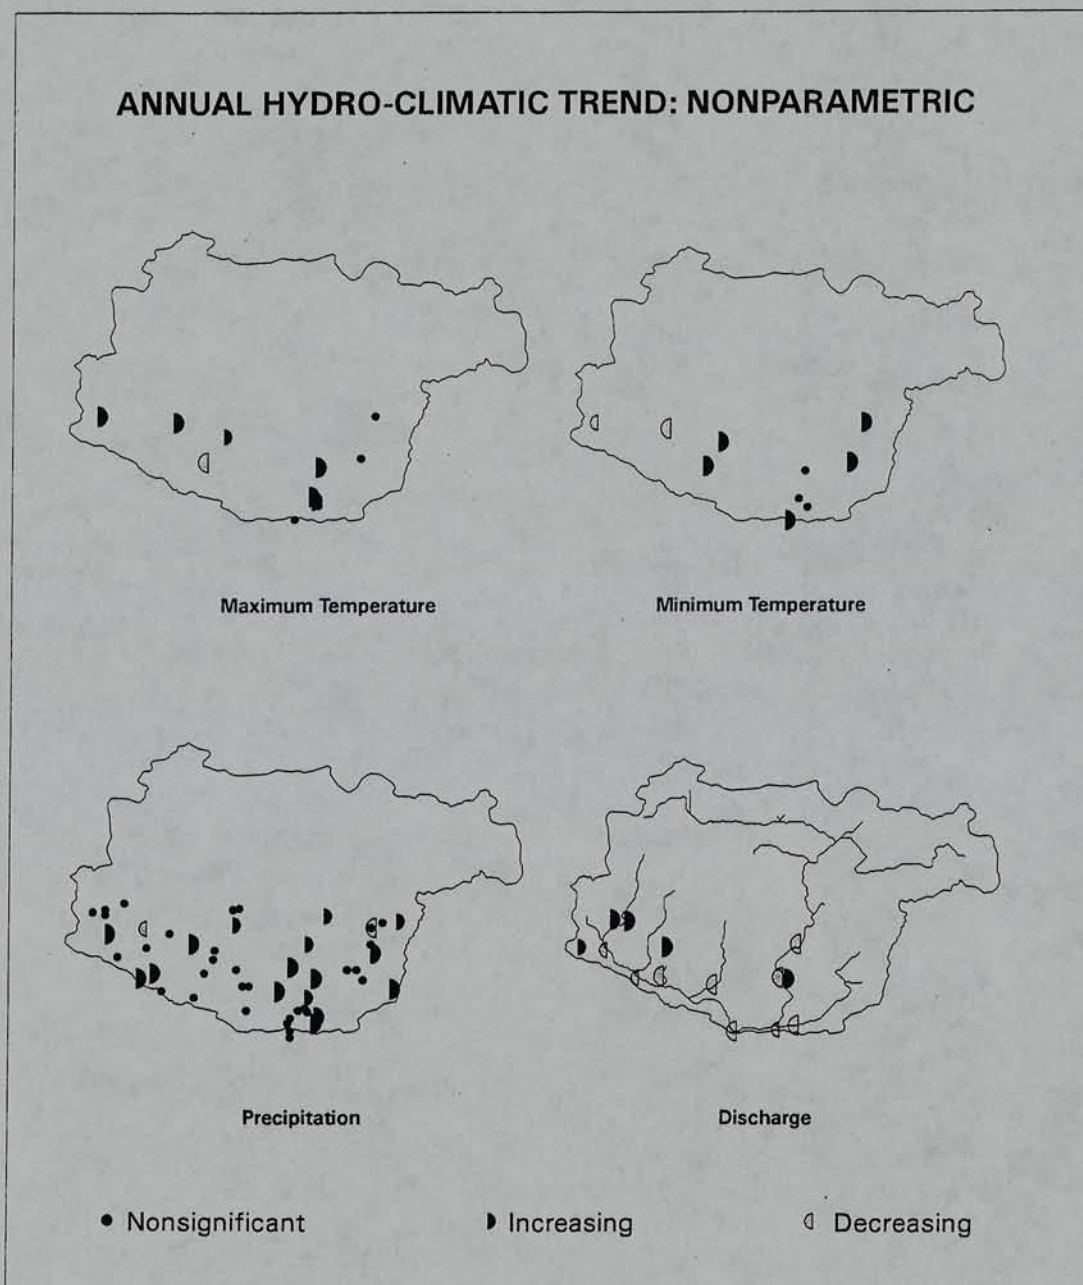 ANNUAL HYDRO-CLIMATIC TREND: NONPARAMETRIC
Maximum Temperature
Minimum Temperature
Precipitation
Discharge
Nonsignificant
Increasing
Decreasing